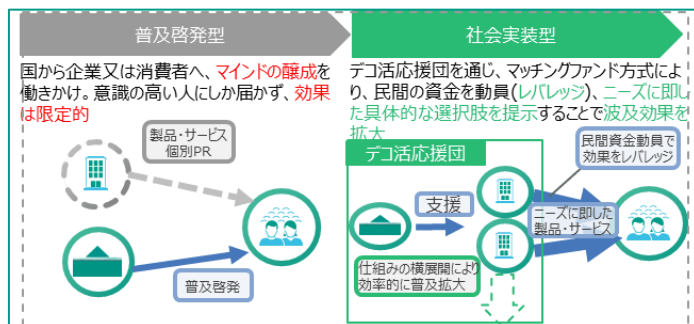 普及啓発型
国から企業又は消費者へ、マインドの醸成を
働きかけ。意識の高い人にしか届かず、効果
は限定的
製品・サービス
個別PR
普及啓発
社会実装型
デコ活応援団を通じ、マッチングファンド方式によ
り、民間の資金を動員(レバレッジ)、ニーズに即し
た具体的な選択肢を提示することで波及効果を
拡大
デコ活応援団
民間資金動員で
効果をレバレッジ
支援
ニーズに即した
製品・サービス
仕組みの横展開により
効率的に普及拡大